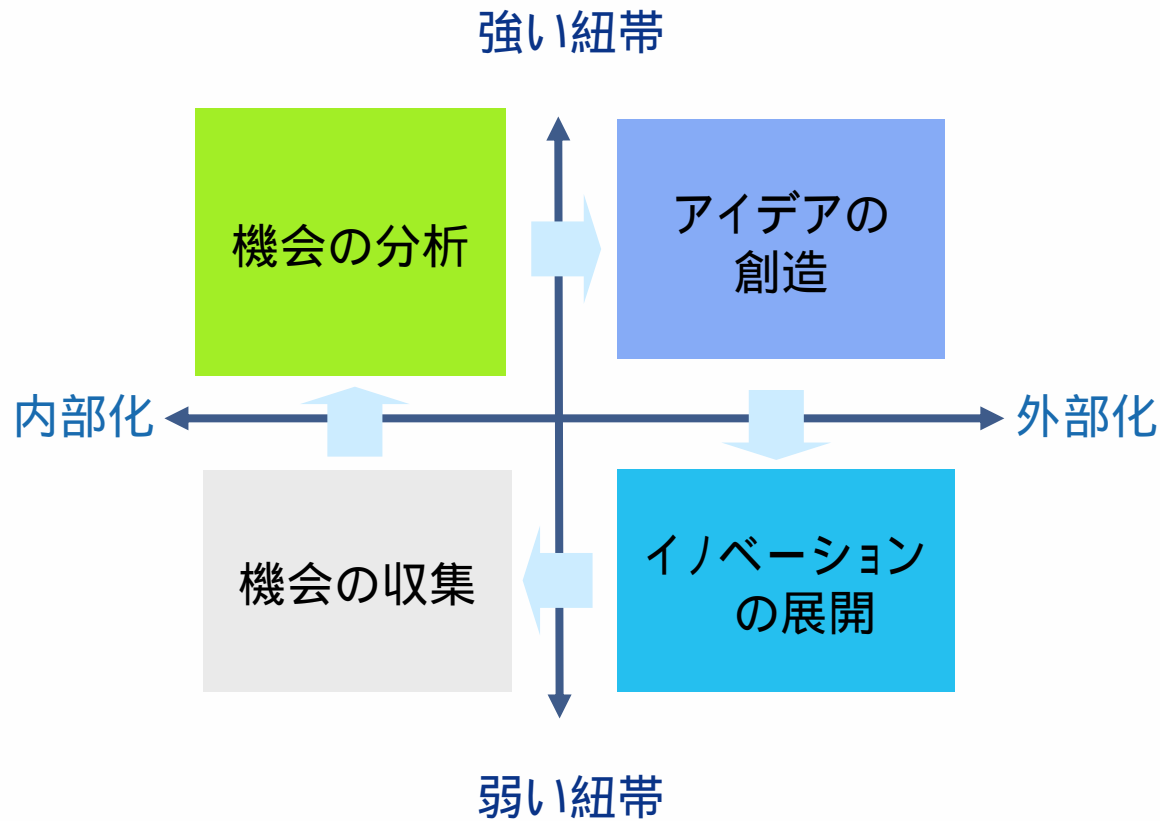 強い紐帯
機会の分析
アイデアの
創造
内部化
外部化
機会の収集
イノベーション
の展開
弱い紐帯